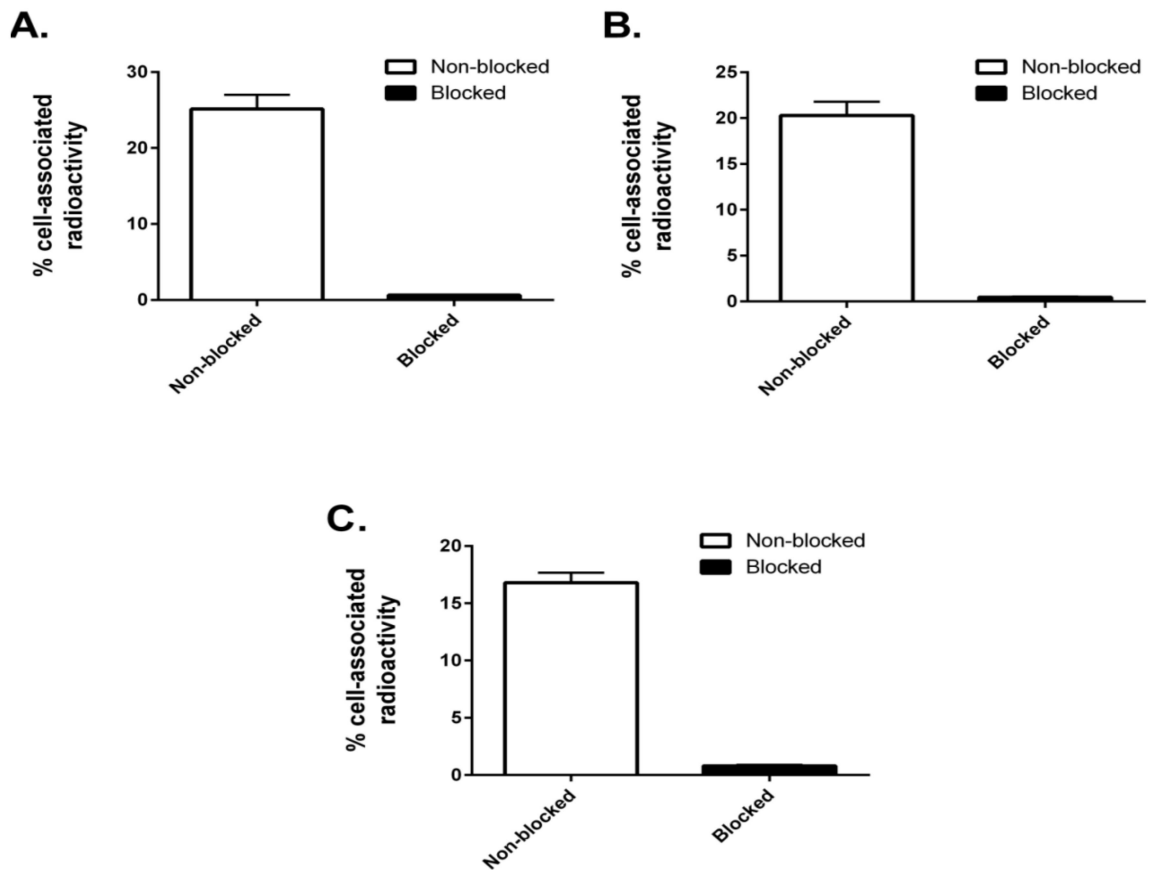 A.
% cell-associated
radioactivity
30
20
10
0
Non-blocked
Blocked
Non-blocked
Blocked
B.
% cell-associated
radioactivity
25
20
15
10
5
0
Non-blocked
Blocked
Non-blocked
Blocked
C.
% cell-associated
radioactivity
20
15
10
5
0
Non-blocked
Blocked
Non-blocked
Blocked